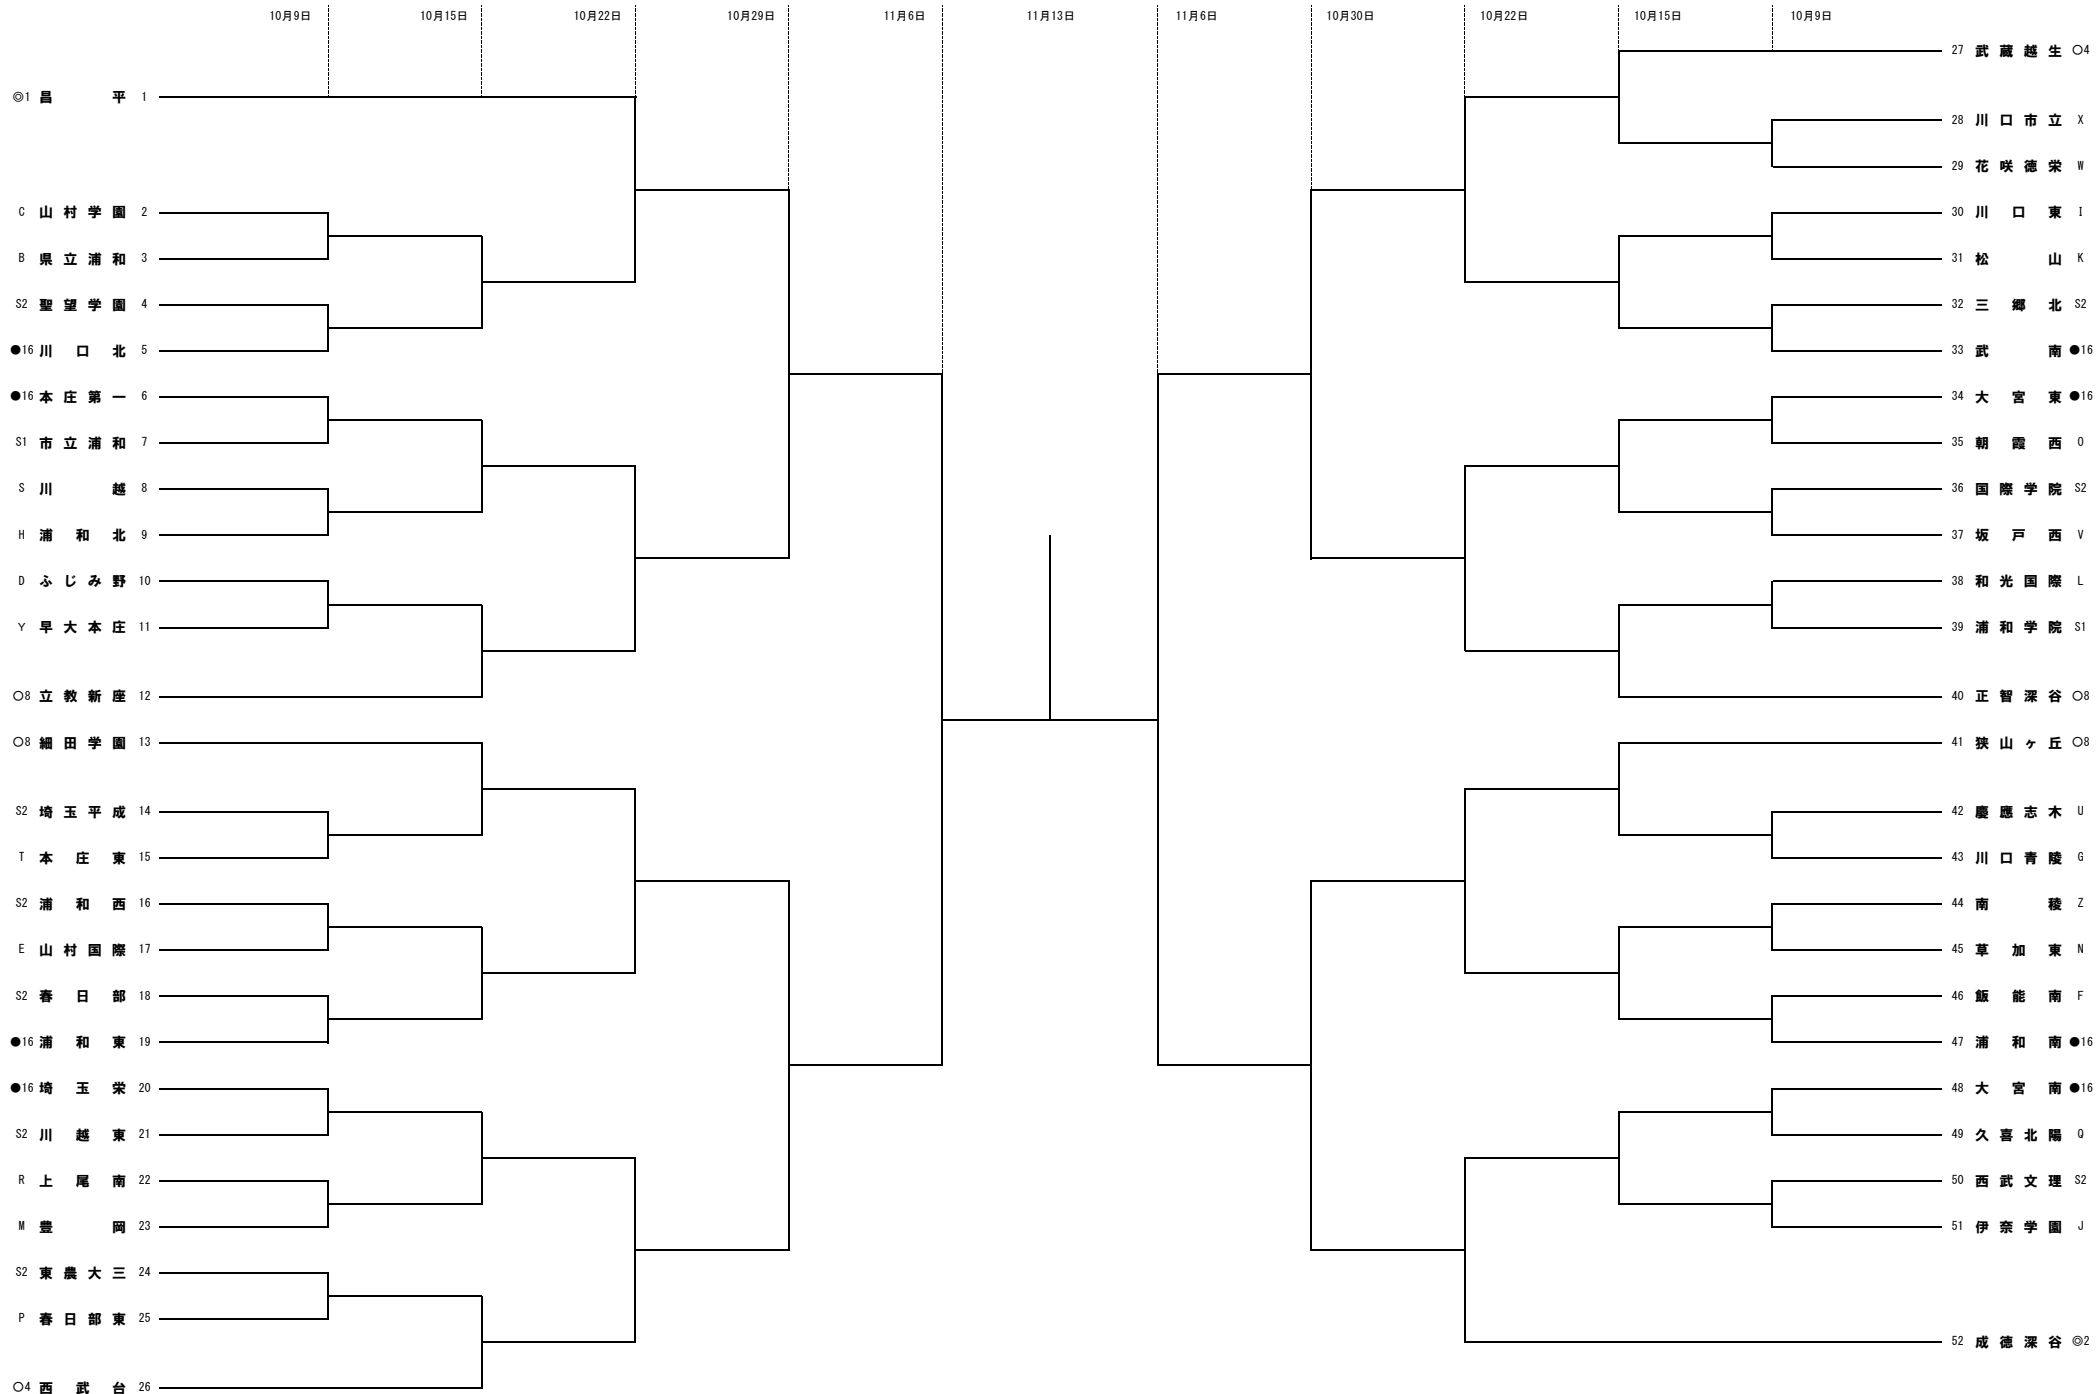 10月9日 10月15日 10月22日 10月29日 11月6日 11月13日 11月6日 10月30日 10月22日 10月15日 10月9日
◎1 昌平 1
C 山村学園 2
B 県立浦和 3
S2 聖望学園 4
●16 川口北 5
●16 本庄第一 6
S1 市立浦和 7
S 川越 8
H 浦和北 9
D ふじみ野 10
Y 早大本庄 11
○8 立教新座 12
○8 細田学園 13
S2 埼玉平成 14
T 本庄東 15
S2 浦和西 16
E 山村国際 17
S2 春日部 18
●16 浦和東 19
●16 埼玉栄 20
S2 川越東 21
R 上尾南 22
M 豊岡 23
S2 東農大三 24
P 春日部東 25
○4 西武台 26
27 武蔵越生 ○4
28 川口市立 X
29 花咲徳栄 W
30 川口東 I
31 松山 K
32 三郷北 S2
33 武南 ●16
34 大宮東 ●16
35 朝霞西 O
36 国際学院 S2
37 坂戸西 V
38 和光国際 L
39 浦和学院 S1
40 正智深谷 ○8
41 狭山ヶ丘 ○8
42 慶應志木 U
43 川口青陵 G
44 南稜 Z
45 草加東 N
46 飯能南 F
47 浦和南 ●16
48 大宮南 ●16
49 久喜北陽 Q
50 西武文理 S2
51 伊奈学園 J
52 成徳深谷 ◎2